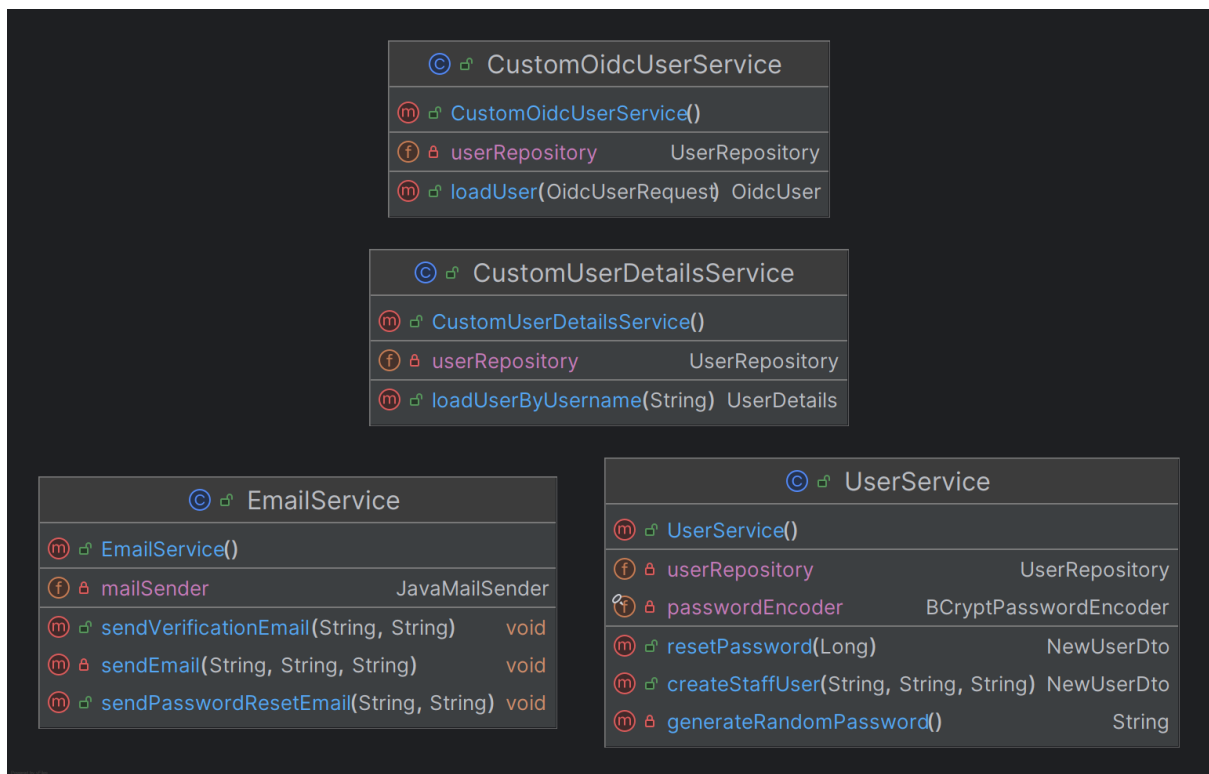 CustomOidcUserService
CustomOidcUserService()
userRepository UserRepository
loadUser(OidcUserRequest) OidcUser
CustomUserDetailsService
CustomUserDetailsService()
userRepository UserRepository
loadUserByUsername(String) UserDetails
EmailService
EmailService()
mailSender JavaMailSender
sendVerificationEmail(String, String) void
sendEmail(String, String, String) void
sendPasswordResetEmail(String, String) void
UserService
UserService()
userRepository UserRepository
passwordEncoder BCryptPasswordEncoder
resetPassword(Long) NewUserDto
createStaffUser(String, String, String) NewUserDto
generateRandomPassword() String